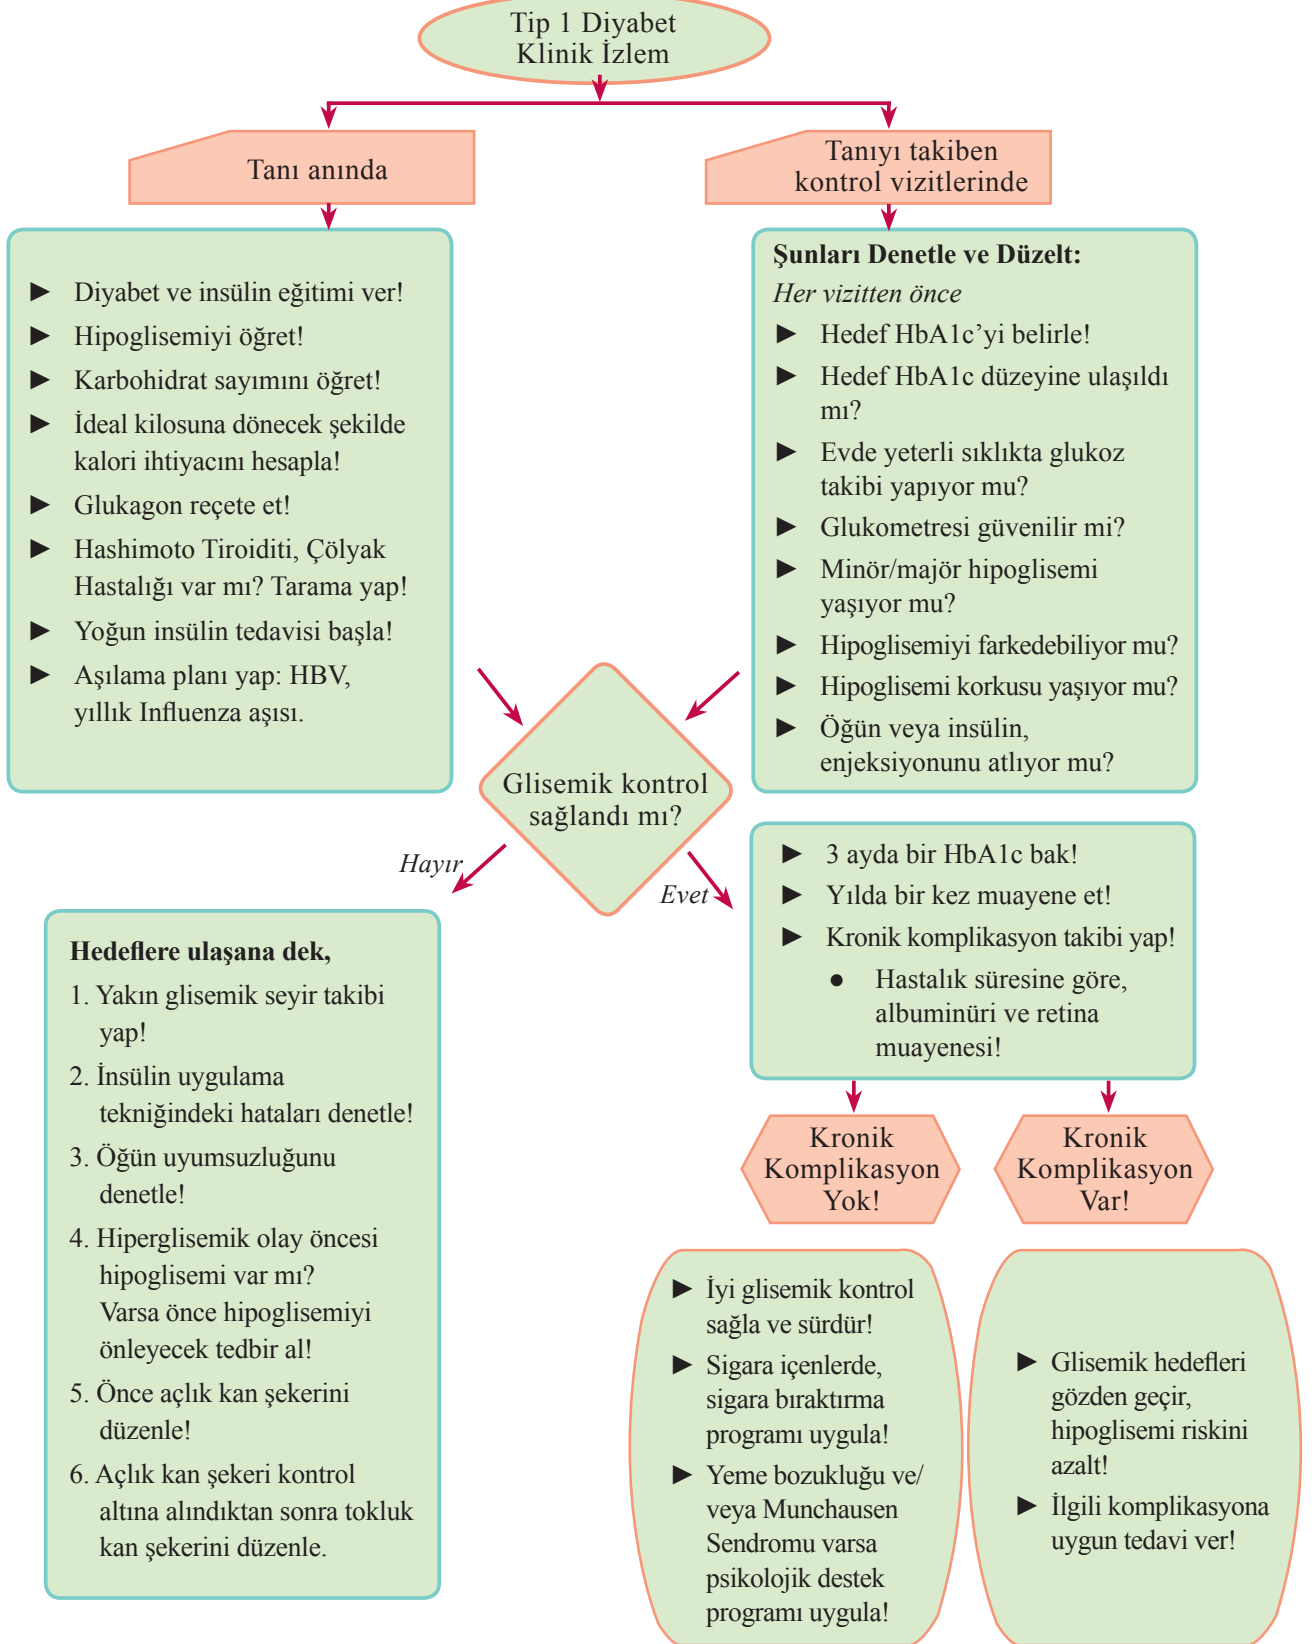 Tip 1 Diyabet
Klinik İzlem
Tanı anında
Tanıyı takiben
kontrol vizitlerinde
► Diyabet ve insülin eğitimi ver!
► Hipoglisemiyi öğret!
► Karbohidrat sayımını öğret!
► İdeal kilosuna dönecek şekilde
kalori ihtiyacını hesapla!
► Glukagon reçete et!
► Hashimoto Tiroiditi, Çölyak
Hastalığı var mı? Tarama yap!
► Yoğun insülin tedavisi başla!
► Aşılama planı yap: HBV,
yıllık Influenza aşısı.
Şunları Denetle ve Düzelt:
Her vizitten önce
► Hedef HbA1c’yi belirle!
► Hedef HbA1c düzeyine ulaşıldı
mı?
► Evde yeterli sıklıkta glukoz
takibi yapıyor mu?
► Glukometresi güvenilir mi?
► Minör/majör hipoglisemi
yaşıyor mu?
► Hipoglisemiyi farkedebiliyor mu?
► Hipoglisemi korkusu yaşıyor mu?
► Öğün veya insülin,
enjeksiyonunu atlıyor mu?
Glisemik kontrol
sağlandı mı?
Hayır
Evet
Hedeflere ulaşana dek,
1. Yakın glisemik seyir takibi
yap!
2. İnsülin uygulama
tekniğindeki hataları denetle!
3. Öğün uyumsuzluğunu
denetle!
4. Hiperglisemik olay öncesi
hipoglisemi var mı?
Varsa önce hipoglisemiyi
önleyecek tedbir al!
5. Önce açlık kan şekerini
düzenle!
6. Açlık kan şekeri kontrol
altına alındıktan sonra tokluk
kan şekerini düzenle.
► 3 ayda bir HbA1c bak!
► Yılda bir kez muayene et!
► Kronik komplikasyon takibi yap!
● Hastalık süresine göre,
albuminüri ve retina
muayenesi!
Kronik
Komplikasyon
Yok!
Kronik
Komplikasyon
Var!
► İyi glisemik kontrol
sağla ve sürdür!
► Sigara içenlerde,
sigara bıraktırma
programı uygula!
► Yeme bozukluğu ve/
veya Munchausen
Sendromu varsa
psikolojik destek
programı uygula!
► Glisemik hedefleri
gözden geçir,
hipoglisemi riskini
azalt!
► İlgili komplikasyona
uygun tedavi ver!